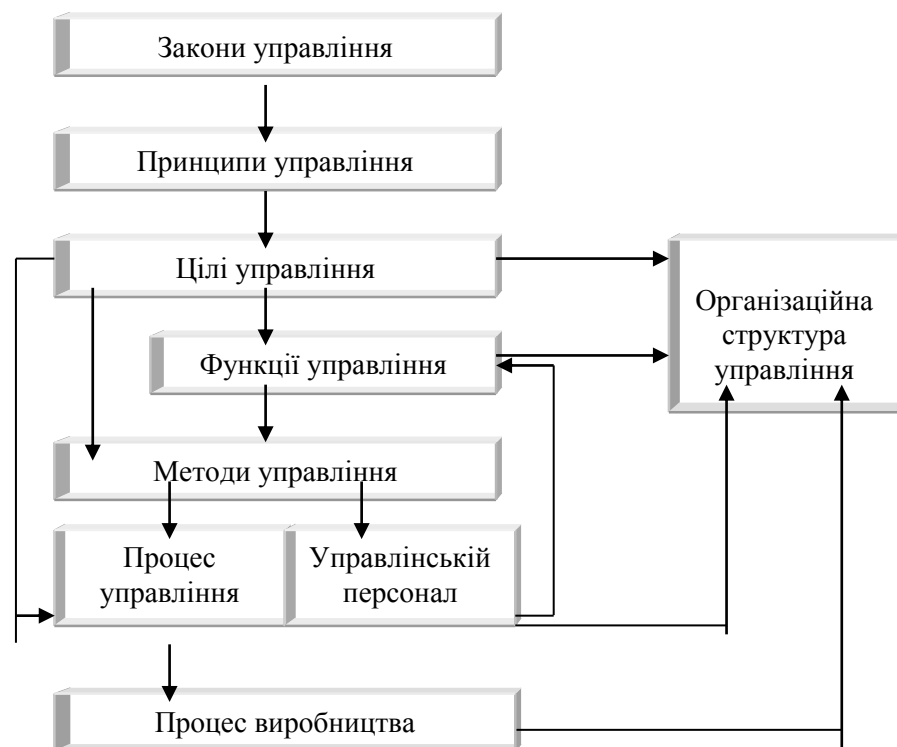 Закони управління
Принципи управління
Цілі управління
Організаційна
структура
управління
Функції управління
Методи управління
Процес
управління
Управлінській
персонал
Процес виробництва